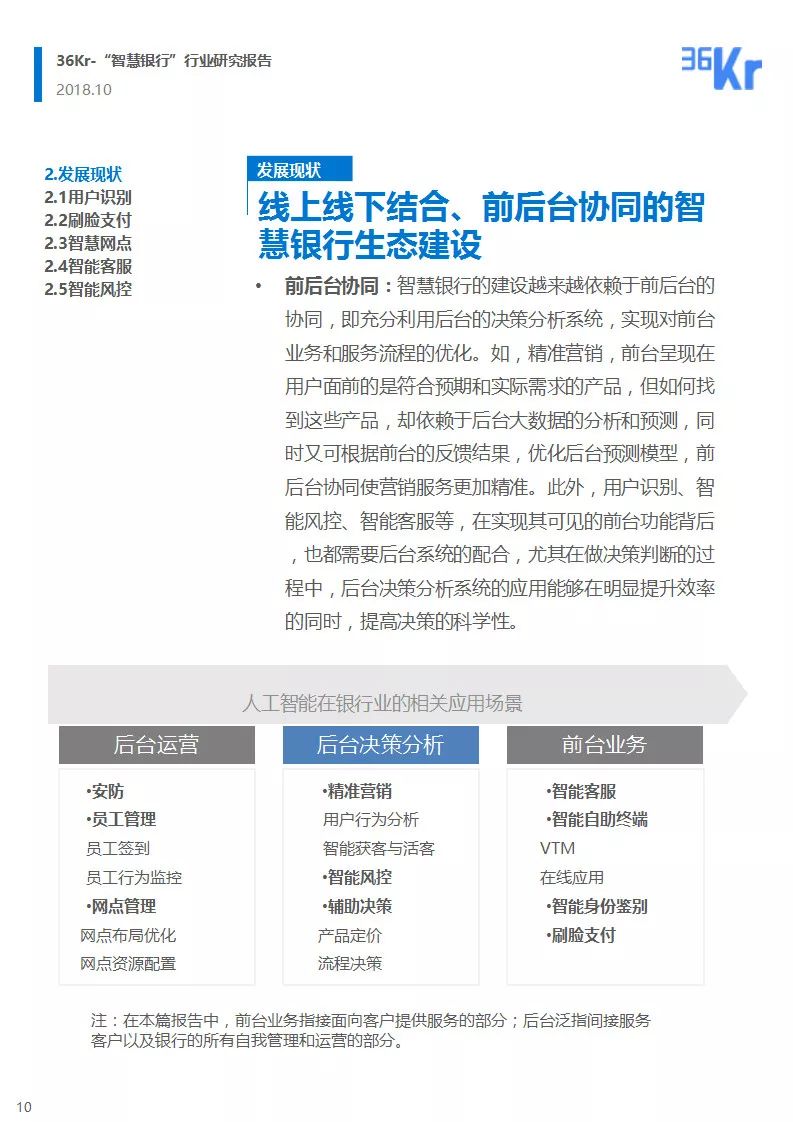 36Kr-“智慧银行”行业研究报告
2018.10
36Kr
2.发展现状
2.1用户识别
2.2刷脸支付
2.3智慧网点
2.4智能客服
2.5智能风控
发展现状
线上线下结合、前后台协同的智
慧银行生态建设
• 前后台协同：智慧银行的建设越来越依赖于前后台的
协同，即充分利用后台的决策分析系统，实现对前台
业务和服务流程的优化。如，精准营销，前台呈现在
用户面前的是符合预期和实际需求的产品，但如何找
到这些产品，却依赖于后台大数据的分析和预测，同
时又可根据前台的反馈结果，优化后台预测模型，前
后台协同使营销服务更加精准。此外，用户识别、智
能风控、智能客服等，在实现其可见的前台功能背后
，也都需要后台系统的配合，尤其在做决策判断的过
程中，后台决策分析系统的应用能够在明显提升效率
的同时，提高决策的科学性。
人工智能在银行业的相关应用场景
后台运营
•安防
•员工管理
员工签到
员工行为监控
•网点管理
网点布局优化
网点资源配置
后台决策分析
•精准营销
用户行为分析
智能获客与活客
•智能风控
•辅助决策
产品定价
流程决策
前台业务
•智能客服
•智能自助终端
VTM
在线应用
•智能身份鉴别
•刷脸支付
注：在本篇报告中，前台业务指接面向客户提供服务的部分；后台泛指间接服务
客户以及银行的所有自我管理和运营的部分。
10